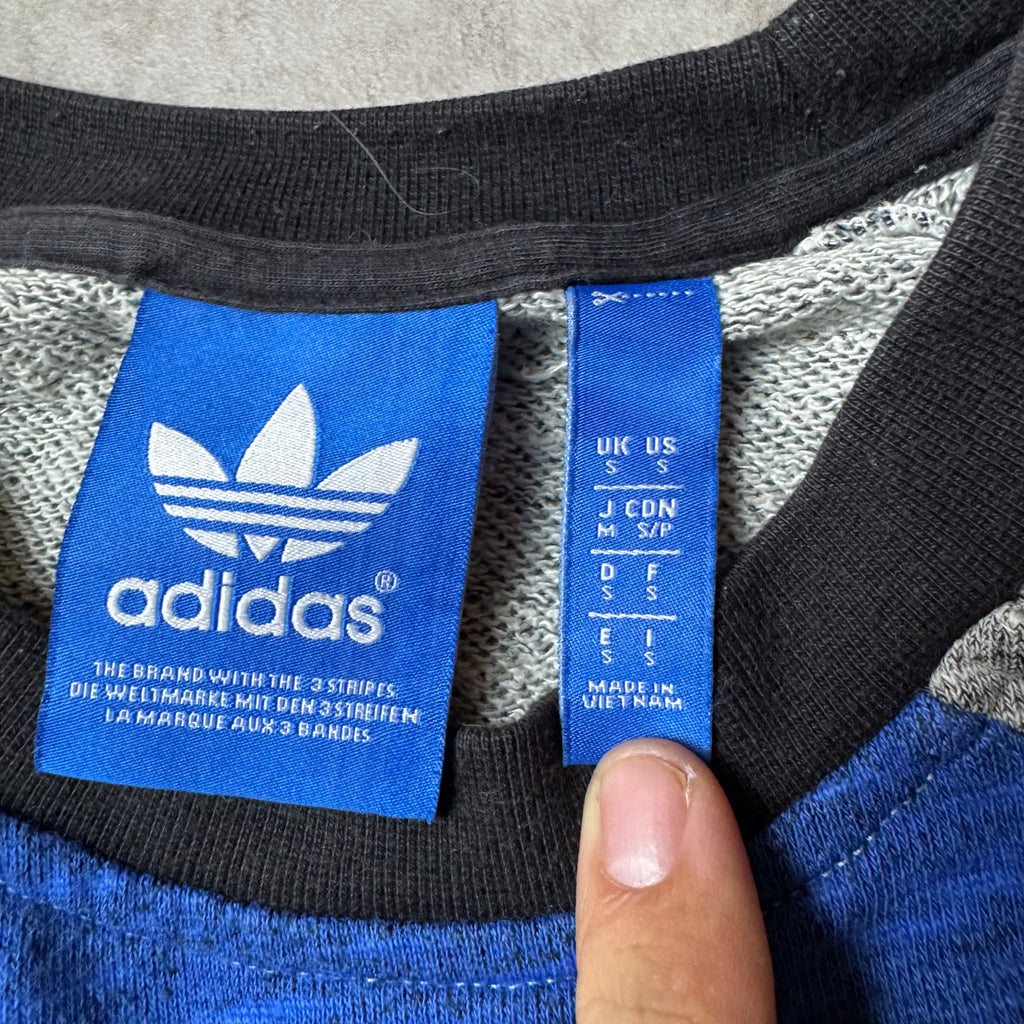 adidas®
THE BRAND WITH THE 3 STRIPES
DIE WELTMARKE MIT DEN 3 STREIFEN
LA MARQUE AUX 3 BANDES
UK US
S S
J CDN
M S/P
D F
S S
E I
S S
MADE IN
VIETNAM